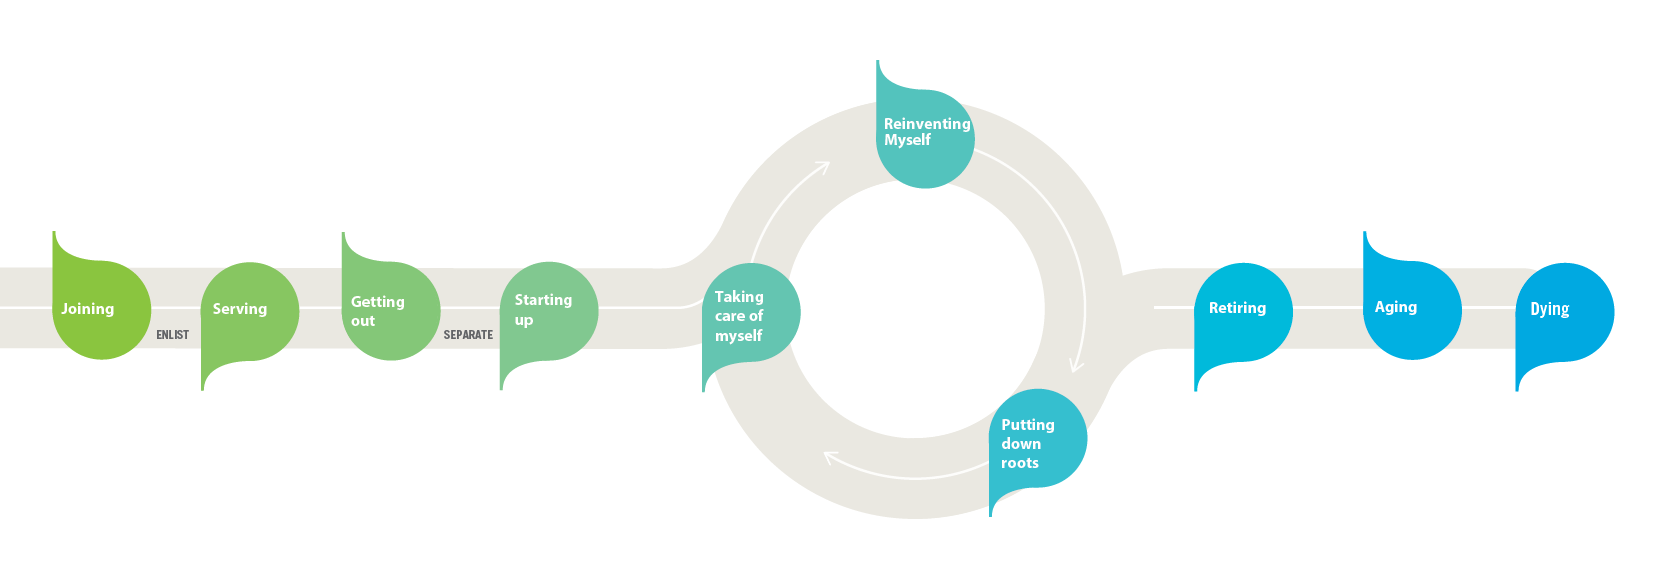 Joining
ENLIST
Serving
Getting
out
SEPARATE
Starting
up
Taking
care of
myself
Reinventing
Myself
Putting
down
roots
Retiring
Aging
Dying